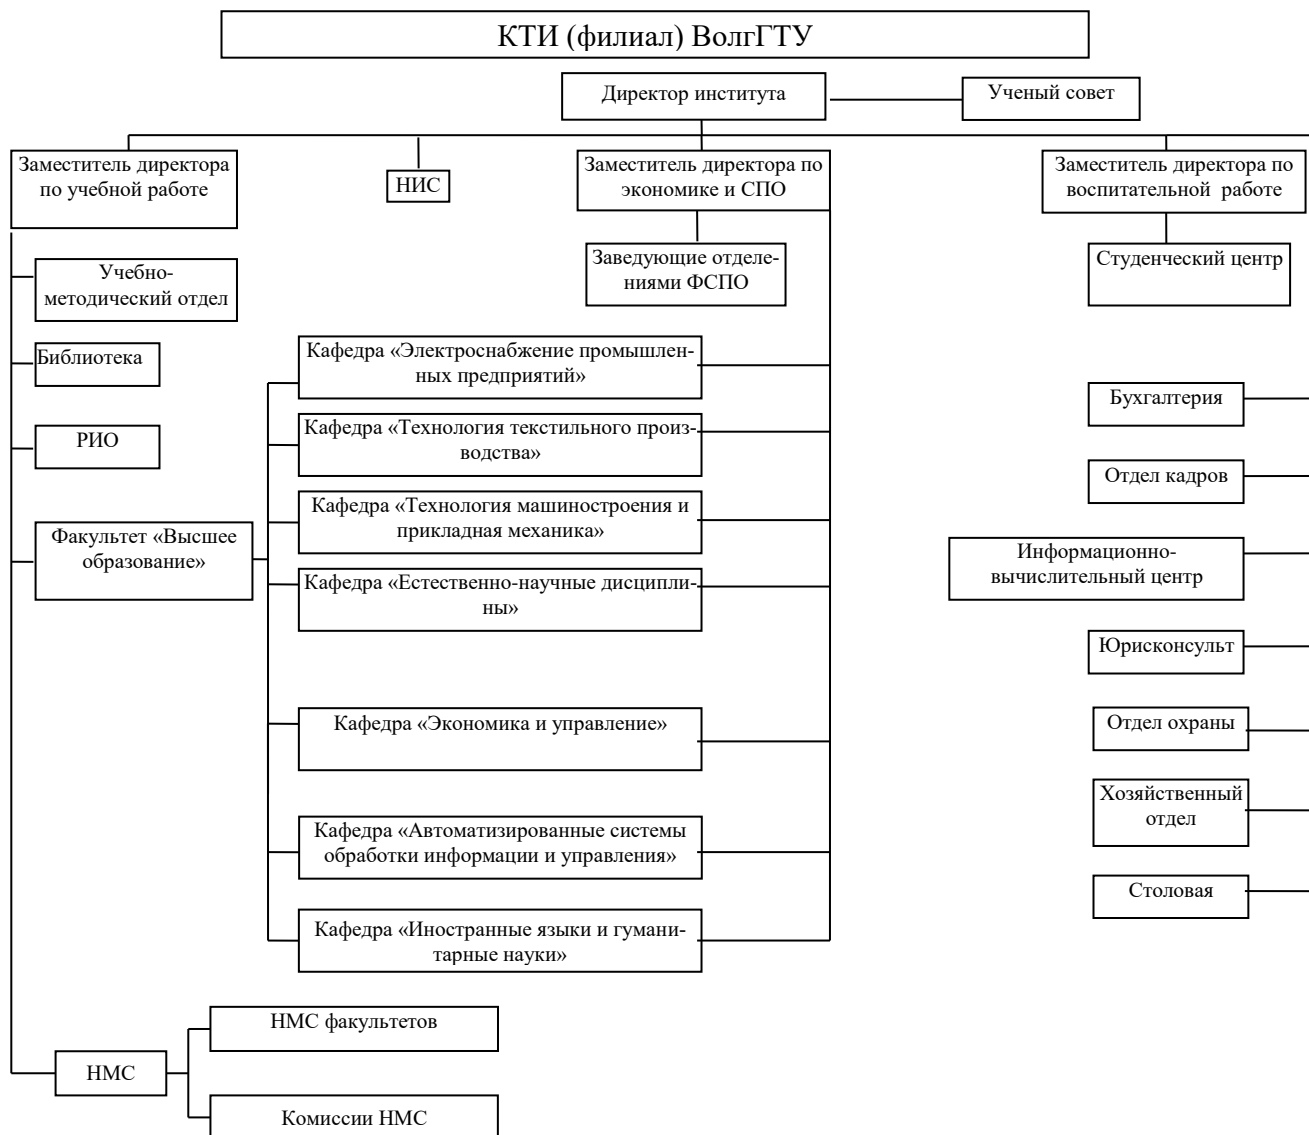 КТИ (филиал) ВолгГТУ
Директор института
Ученый совет
Заместитель директора
по учебной работе
НИС
Заместитель директора по
экономике и СПО
Заместитель директора по
воспитательной работе
Учебно-
методический отдел
Заведующие отделе-
ниями ФСПО
Студенческий центр
Библиотека
РИО
Факультет «Высшее
образование»
Кафедра «Электроснабжение промышлен-
ных предприятий»
Кафедра «Технология текстильного произ-
водства»
Кафедра «Технология машиностроения и
прикладная механика»
Кафедра «Естественно-научные дисципли-
ны»
Кафедра «Экономика и управление»
Кафедра «Автоматизированные системы
обработки информации и управления»
Кафедра «Иностранные языки и гумани-
тарные науки»
Бухгалтерия
Отдел кадров
Информационно-
вычислительный центр
Юрисконсульт
Отдел охраны
Хозяйственный
отдел
Столовая
НМС факультетов
НМС
Комиссии НМС